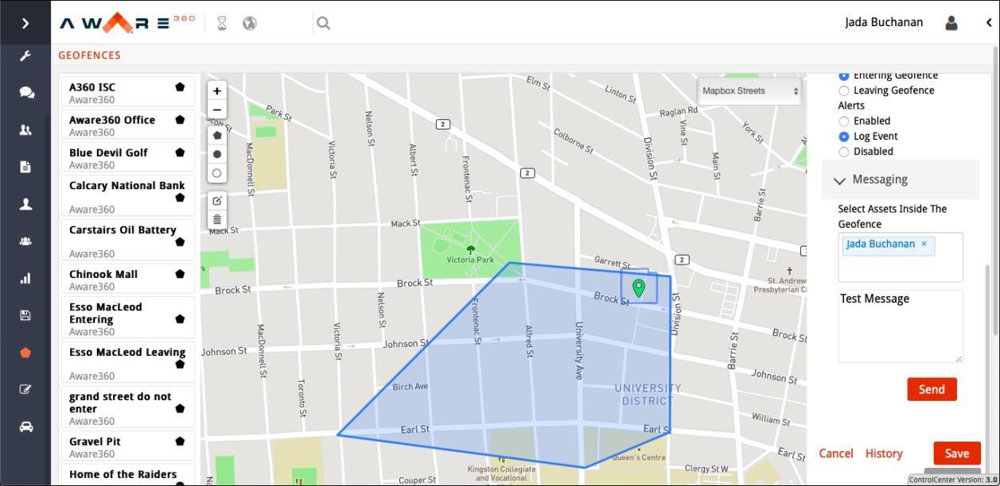 AWARE360
Jada Buchanan
GEOFENCES
A360 ISC
Aware360
Aware360 Office
Aware360
Blue Devil Golf
Aware360
Calcary National Bank
Aware360
Carstairs Oil Battery
Aware360
Chinook Mall
Aware360
Esso MacLeod
Entering
Aware360
Esso MacLeod Leaving
Aware360
grand street do not
enter
Aware360
Gravel Pit
Aware360
Home of the Raiders
+
−
Mapbox Streets
Elm St
Linton St
Raglan Rd
York St
Park St
Scott St
Nelson St
2
Colborne St
Vine St
MacDonnell St
Victoria St
Albert St
Frontenac St
Division St
Main St
2
Barrie St
Mack St
Mack St
Victoria Park
Garrett St
2
St. Andrew
Presbyterian C
Brock St
Brock St
Brock St
Division St
Nelson St
Frontenac St
MacDonnell St
Victoria St
Alfred St
University Ave
Barrie St
Brock St
Johnson St
Johnson St
Johnson St
Toronto St
Birch Ave
UNIVERSITY
DISTRICT
William St
Earl St
Earl St
Earl St
Queen's Centre
Kingston Collegiate
and Vocational
Clergy St W
Couper St
Entering Geofence
Leaving Geofence
Alerts
Enabled
Log Event
Disabled
Messaging
Select Assets Inside The
Geofence
Jada Buchanan ×
Test Message
Send
Cancel History Save
ControlCenter Version: 3.0